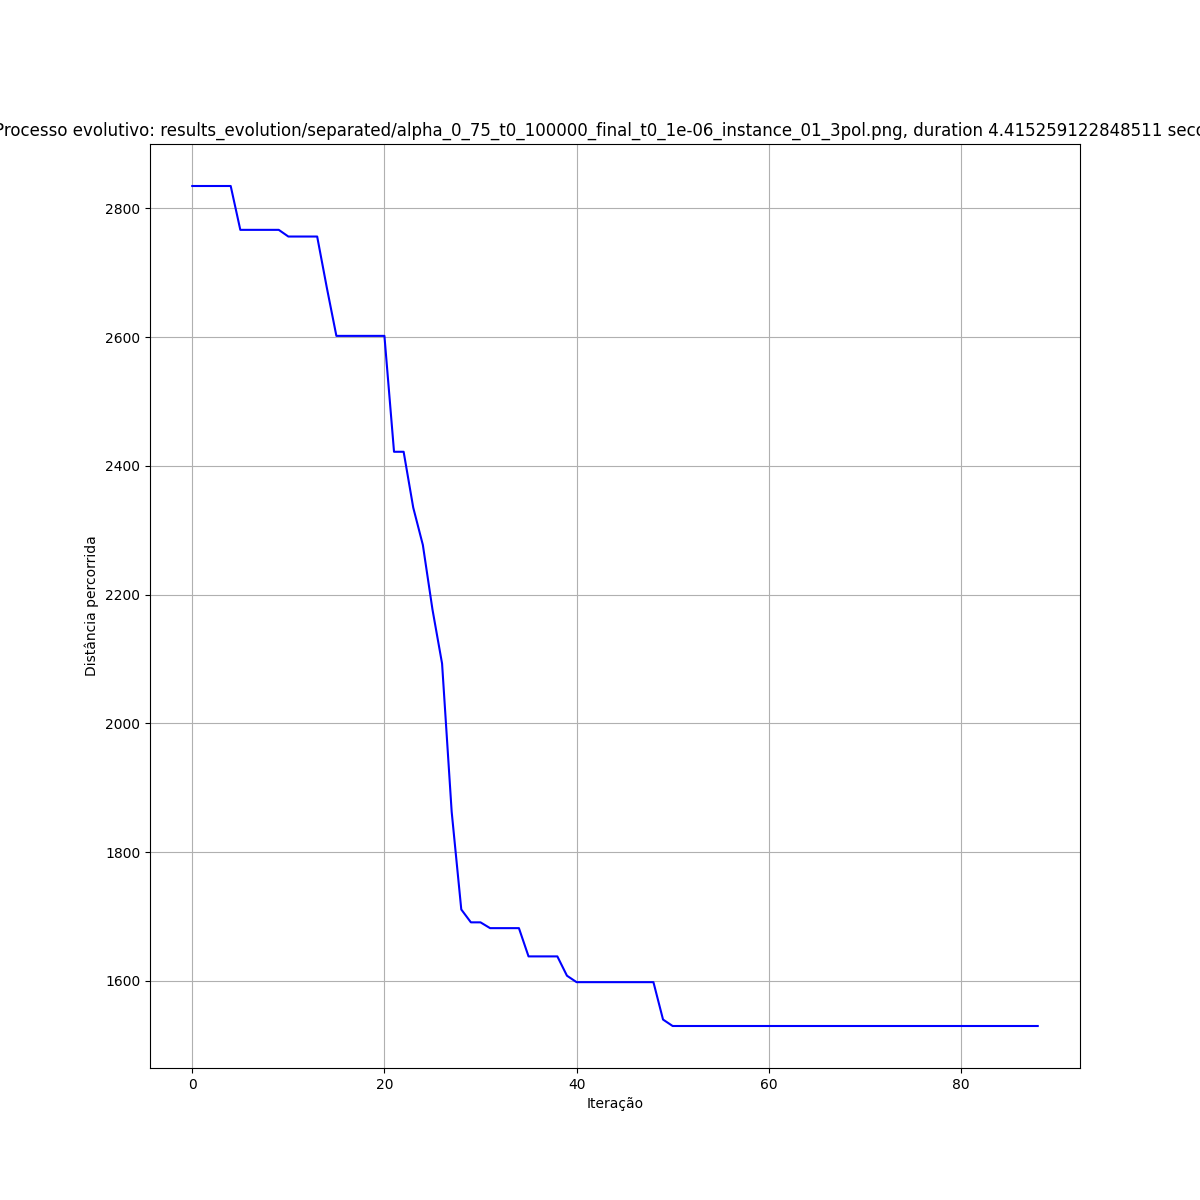 Processo evolutivo: results_evolution/separated/alpha_0_75_t0_100000_final_t0_1e-06_instance_01_3pol.png, duration 4.415259122848511
2800
2600
2400
2200
2000
1800
1600
Distância percorrida
0 20 40 60 80
Iteração